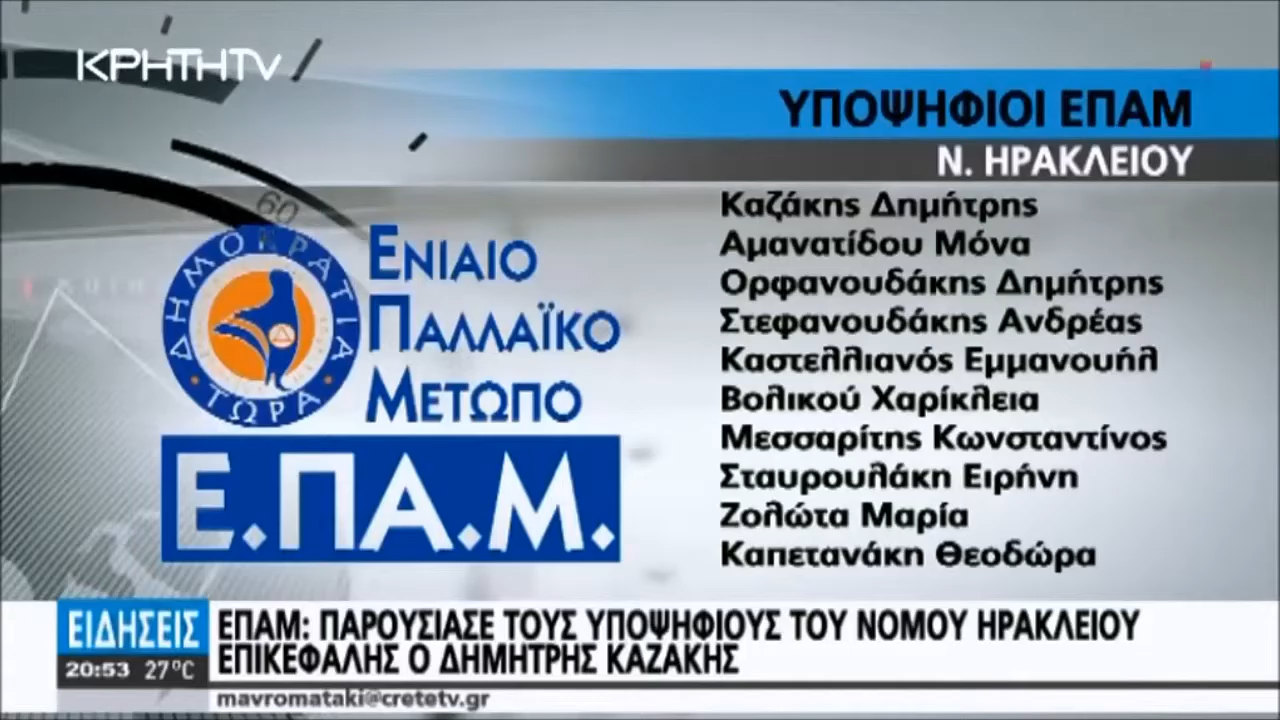 ΚΡΗΤΗTV
ΥΠΟΨΗΦΙΟΙ ΕΠΑΜ
Ν. ΗΡΑΚΛΕΙΟΥ
60
ΔΗΜΟΚΡΑΤΙΑ
ΤΩΡΑ
ΕΝΙΑΙΟ
ΠΑΛΛΑΪΚΟ
ΜΕΤΩΠΟ
Ε.ΠΑ.Μ.
Καζάκης Δημήτρης
Αμανατίδου Μόνα
Ορφανουδάκης Δημήτρης
Στεφανουδάκης Ανδρέας
Καστελλιανός Εμμανουήλ
Βολικού Χαρίκλεια
Μεσσαρίτης Κωνσταντίνος
Σταυρουλάκη Ειρήνη
Ζολώτα Μαρία
Καπετανάκη Θεοδώρα
ΕΙΔΗΣΕΙΣ
20:53 27°C
ΕΠΑΜ: ΠΑΡΟΥΣΙΑΣΕ ΤΟΥΣ ΥΠΟΨΗΦΙΟΥΣ ΤΟΥ ΝΟΜΟΥ ΗΡΑΚΛΕΙΟΥ
ΕΠΙΚΕΦΑΛΗΣ Ο ΔΗΜΗΤΡΗΣ ΚΑΖΑΚΗΣ
mavromataki@cretetv.gr